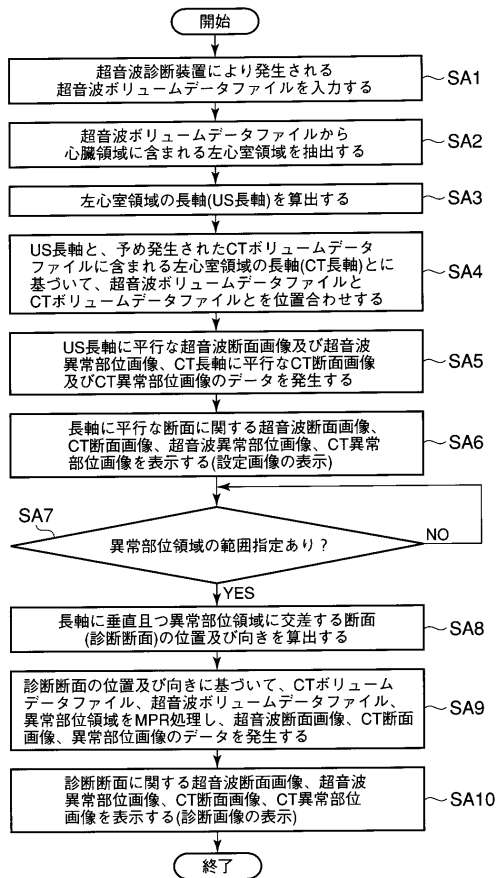 開始
超音波診断装置により発生される
超音波ボリュームデータファイルを入力する
SA1
超音波ボリュームデータファイルから
心臓領域に含まれる左心室領域を抽出する
SA2
左心室領域の長軸(US長軸)を算出する
SA3
US長軸と、予め発生されたCTボリュームデータ
ファイルに含まれる左心室領域の長軸(CT長軸)とに
基づいて、超音波ボリュームデータファイルと
CTボリュームデータファイルとを位置合わせする
SA4
US長軸に平行な超音波断面画像及び超音波
異常部位画像、CT長軸に平行なCT断面画像
及びCT異常部位画像のデータを発生する
SA5
長軸に平行な断面に関する超音波断面画像、
CT断面画像、超音波異常部位画像、CT異常
部位画像を表示する(設定画像の表示)
SA6
SA7
異常部位領域の範囲指定あり?
NO
YES
長軸に垂直且つ異常部位領域に交差する断面
(診断断面)の位置及び向きを算出する
SA8
診断断面の位置及び向きに基づいて、CTボリューム
データファイル、超音波ボリュームデータファイル、
異常部位領域をMPR処理し、超音波断面画像、CT断面
画像、異常部位画像のデータを発生する
SA9
診断断面に関する超音波断面画像、超音波
異常部位画像、CT断面画像、CT異常部位
画像を表示する(診断画像の表示)
SA10
終了